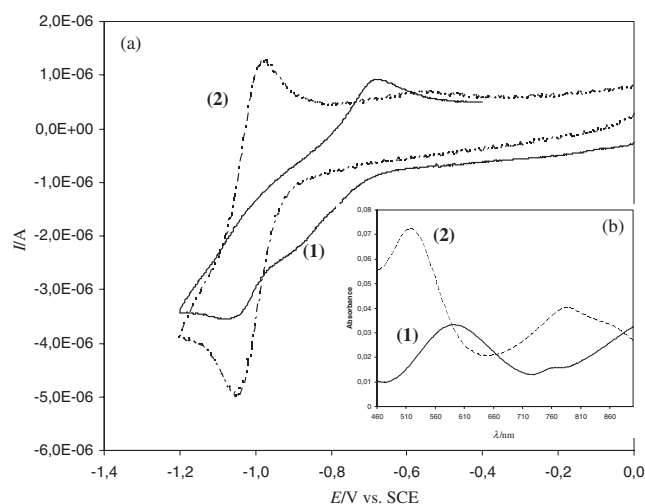 2,0E-06
(a)
1,0E-06
(2)
0,0E+00
-1,0E-06
-2,0E-06
(1)
-3,0E-06
-4,0E-06
-5,0E-06
-6,0E-06
I/A
-1,4 -1,2 -1,0 -0,8 -0,6 -0,4 -0,2 0,0
E/V vs. SCE
(b)
0,08
0,07
(2)
0,06
0,05
0,04
(1)
0,03
0,02
0,01
0
Absorbance
460 510 560 610 660 710 760 810 860
λ/nm